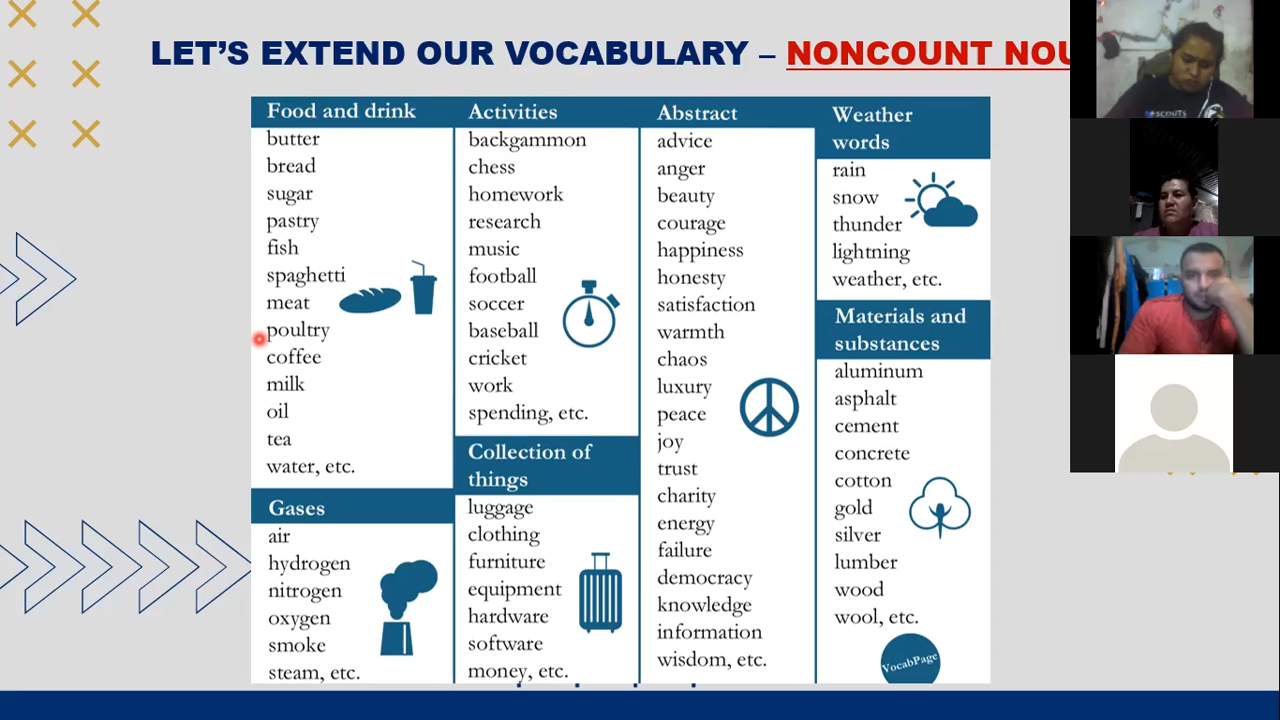 LET'S EXTEND OUR VOCABULARY – NONCOUNT NOU
Food and drink
butter
bread
sugar
pastry
fish
spaghetti
meat
poultry
coffee
milk
oil
tea
water, etc.
Gases
air
hydrogen
nitrogen
oxygen
smoke
steam, etc.
Activities
backgammon
chess
homework
research
music
football
soccer
baseball
cricket
work
spending, etc.
Collection of
things
luggage
clothing
furniture
equipment
hardware
software
money, etc.
Abstract
advice
anger
beauty
courage
happiness
honesty
satisfaction
warmth
chaos
luxury
peace
joy
trust
charity
energy
failure
democracy
knowledge
information
wisdom, etc.
Weather
words
rain
snow
thunder
lightning
weather, etc.
Materials and
substances
aluminum
asphalt
cement
concrete
cotton
gold
silver
lumber
wood
wool, etc.
VocabPage
SCOUTS